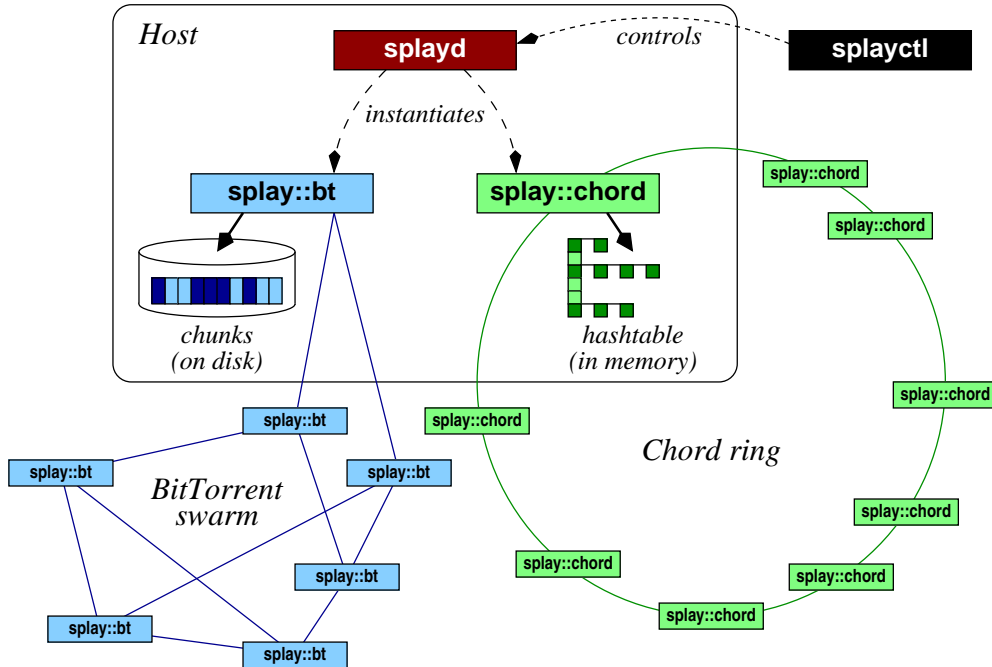 Host
splayd
controls
splayctl
instantiates
splay::bt
splay::chord
splay::chord
splay::chord
chunks
(on disk)
hashtable
(in memory)
splay::chord
splay::bt
splay::chord
Chord ring
splay::bt
splay::bt
BitTorrent
swarm
splay::chord
splay::chord
splay::bt
splay::chord
splay::chord
splay::bt
splay::bt